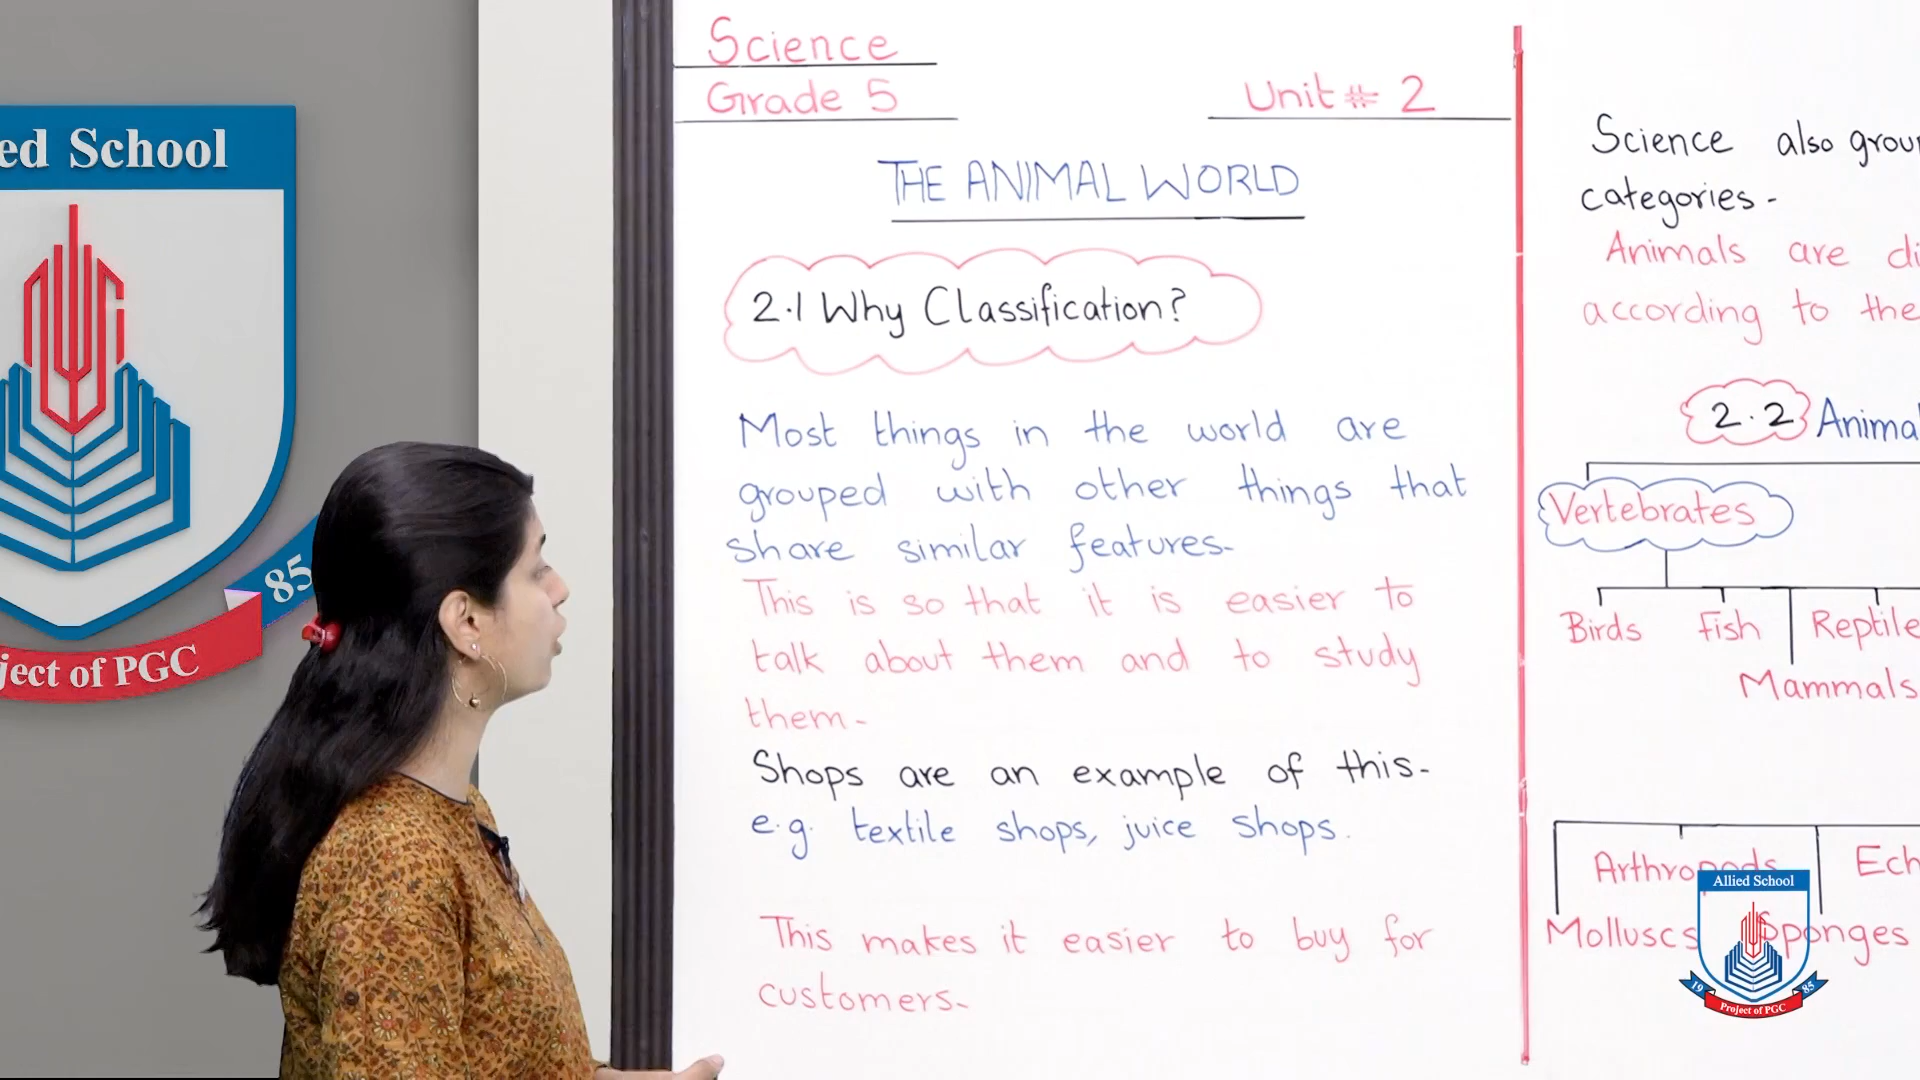 ed School
85
ject of PGC
Science
Grade 5
Unit # 2
THE ANIMAL WORLD
2.1 Why Classification?
Most things in the world are
grouped with other things that
share similar features-
This is so that it is easier to
talk about them and to study
them-
Shops are an example of this-
e.g. textile shops, juice shops.
This makes it easier to buy for
customers-
Science also grou
categories-
Animals are di
according to the
2.2 Anima
Vertebrates
Birds Fish Reptile
Mammals
Arthropods Ech
Molluscs Sponges
Allied School
19 85
Project of PGC